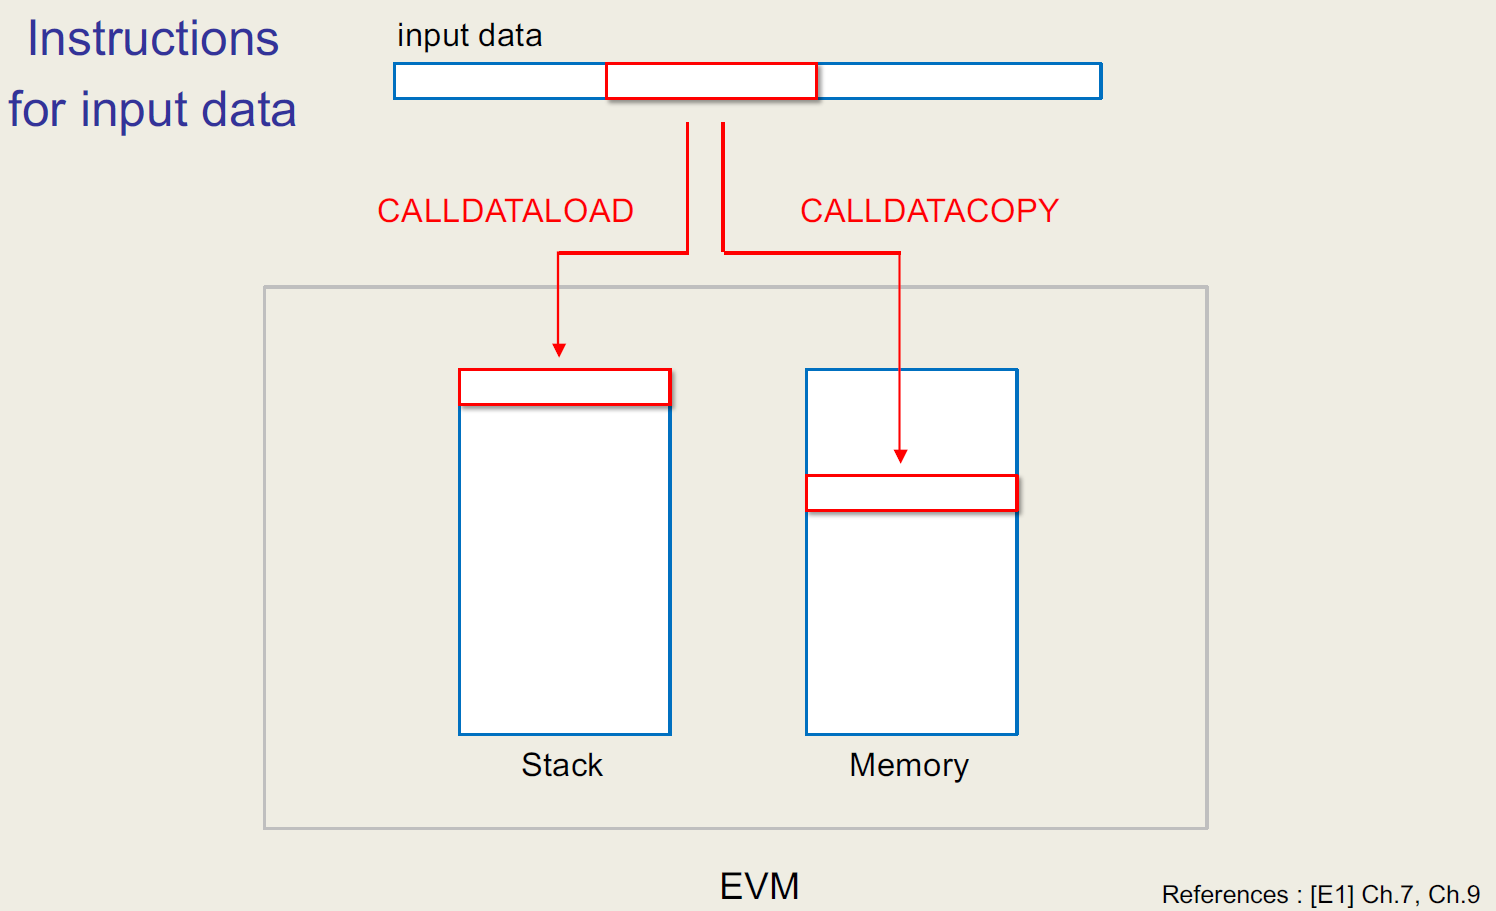 Instructions
for input data
input data
CALLDATALOAD
CALLDATACOPY
Stack
Memory
EVM
References : [E1] Ch.7, Ch.9